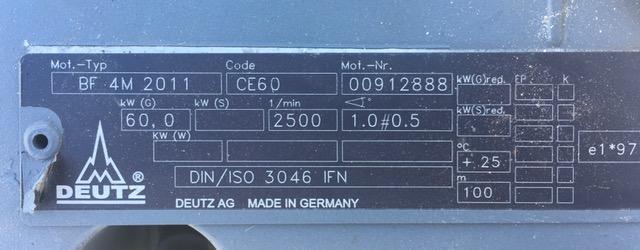 Mot.-Typ Code Mot.-Nr.
BF 4M 2011 CE60 00912888 kW(G)red. EP K
kW (G) kW (S) 1/min
60,0 2500 1.0#0.5 kW(S)red.
kW (W) °C e1*97
+.25
DIN/ISO 3046 IFN m
DEUTZ ® DEUTZ AG MADE IN GERMANY 100